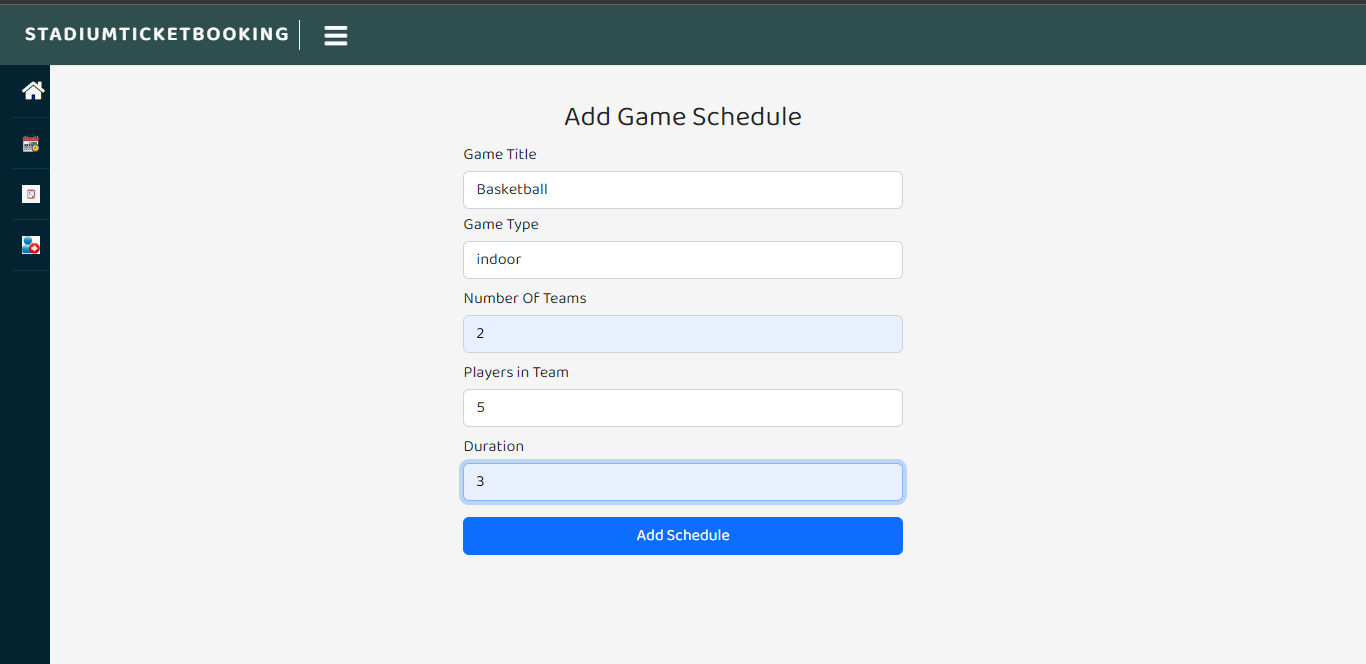 STADIUMTICKETBOOKING
Add Game Schedule
Game Title
Basketball
Game Type
indoor
Number Of Teams
2
Players in Team
5
Duration
3
Add Schedule